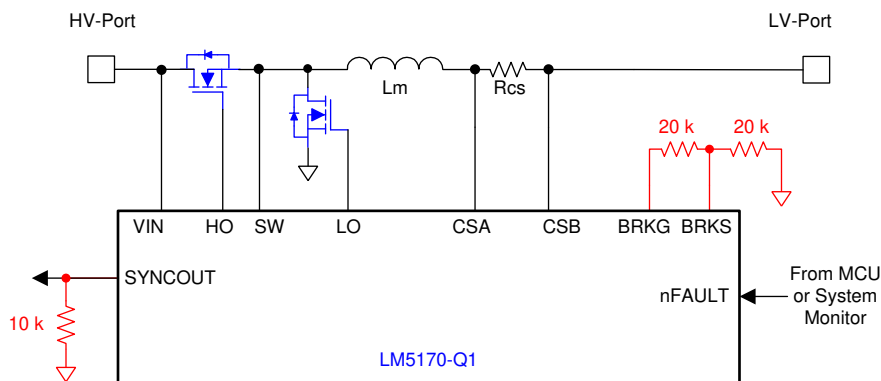 HV-Port
LV-Port
Lm
Rcs
20 k
20 k
VIN
HO
SW
LO
CSA
CSB
BRKG
BRKS
SYNCOUT
10 k
nFAULT
From MCU
or System
Monitor
LM5170-Q1